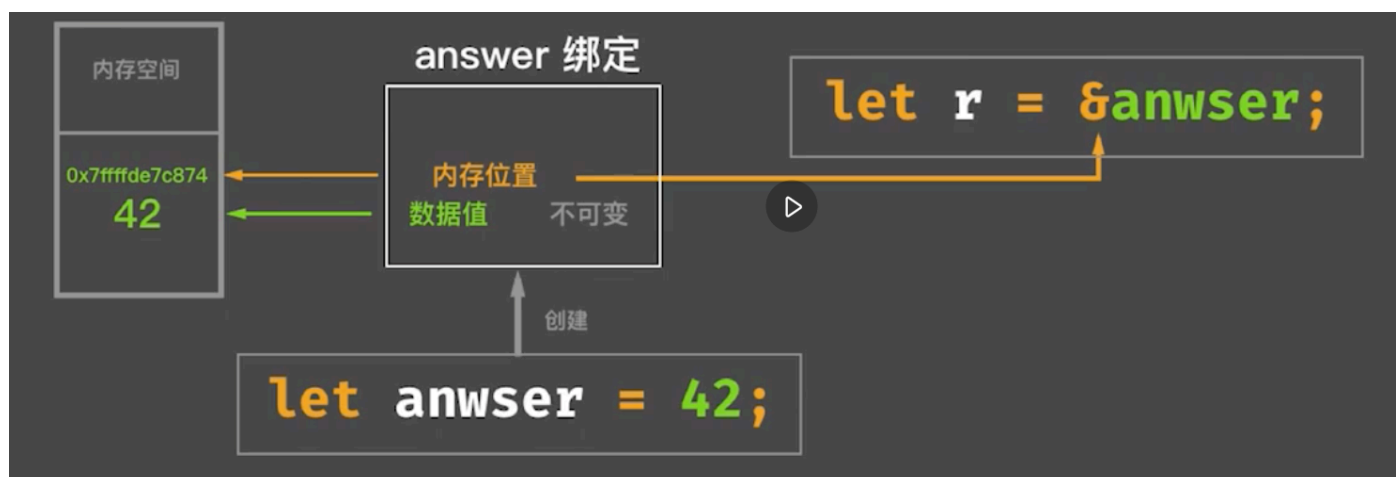 内存空间
0x7ffffde7c874
42
answer 绑定
内存位置
数据值 不可变
let r = &anwser;
创建
let anwser = 42;